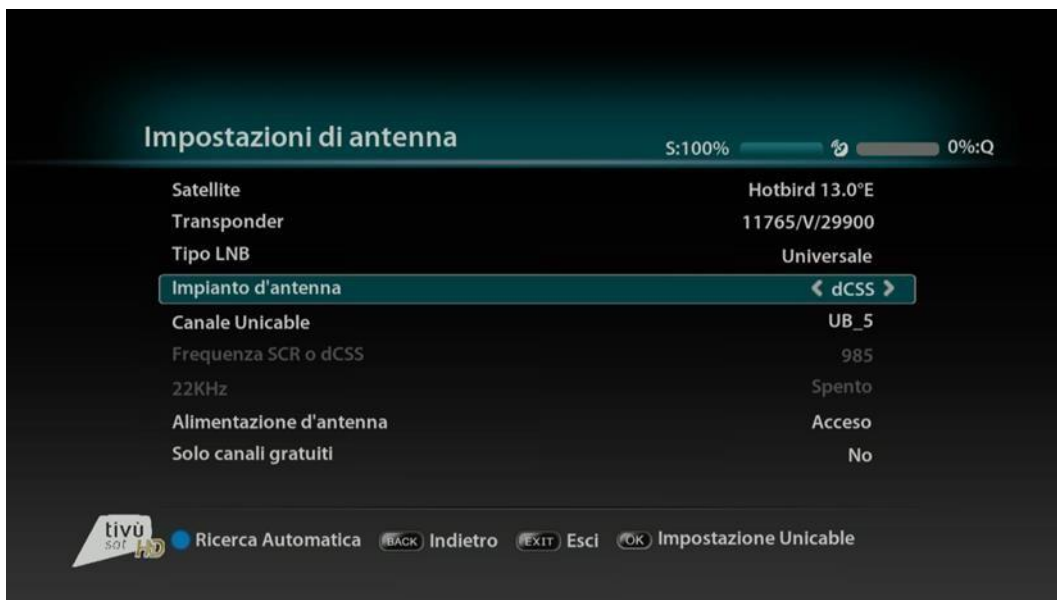 Impostazioni di antenna
S:100% 0%:Q
Satellite Hotbird 13.0°E
Transponder 11765/V/29900
Tipo LNB Universale
Impianto d'antenna dCSS
Canale Unicable UB_5
Frequenza SCR o dCSS 985
22KHz Spento
Alimentazione d'antenna Acceso
Solo canali gratuiti No
tivù
sat HD
Ricerca Automatica BACK Indietro EXIT Esci OK Impostazione Unicable